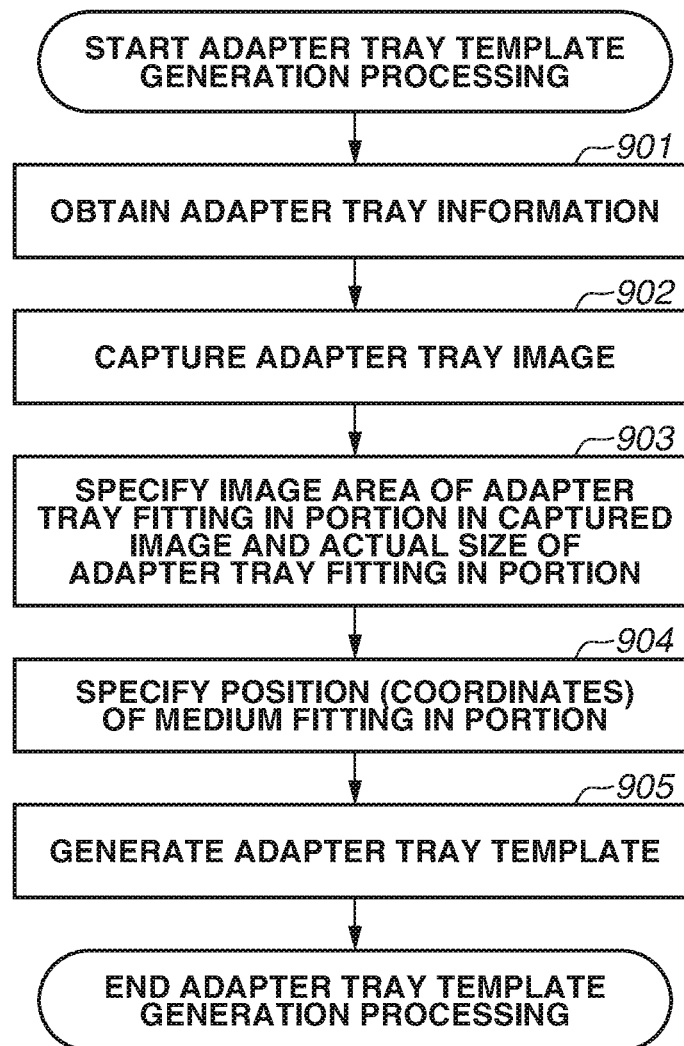 START ADAPTER TRAY TEMPLATE
GENERATION PROCESSING
901
OBTAIN ADAPTER TRAY INFORMATION
902
CAPTURE ADAPTER TRAY IMAGE
903
SPECIFY IMAGE AREA OF ADAPTER
TRAY FITTING IN PORTION IN CAPTURED
IMAGE AND ACTUAL SIZE OF
ADAPTER TRAY FITTING IN PORTION
904
SPECIFY POSITION (COORDINATES)
OF MEDIUM FITTING IN PORTION
905
GENERATE ADAPTER TRAY TEMPLATE
END ADAPTER TRAY TEMPLATE
GENERATION PROCESSING